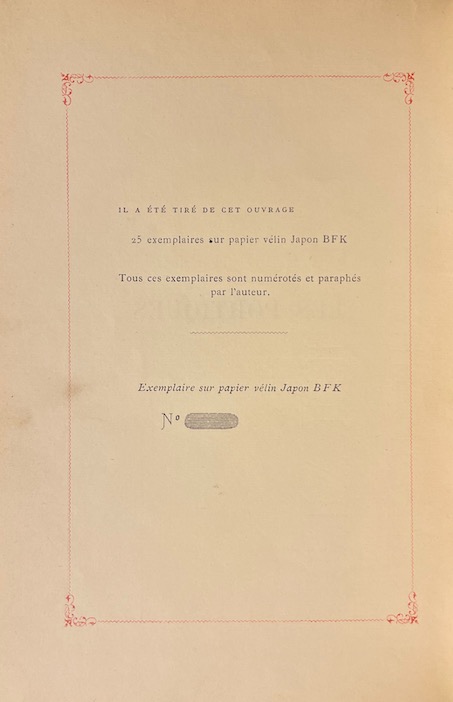 IL A ÉTÉ TIRÉ DE CET OUVRAGE
25 exemplaires sur papier vélin Japon BFK
Tous ces exemplaires sont numérotés et paraphés
par l'auteur.
Exemplaire sur papier vélin Japon BFK
Nº